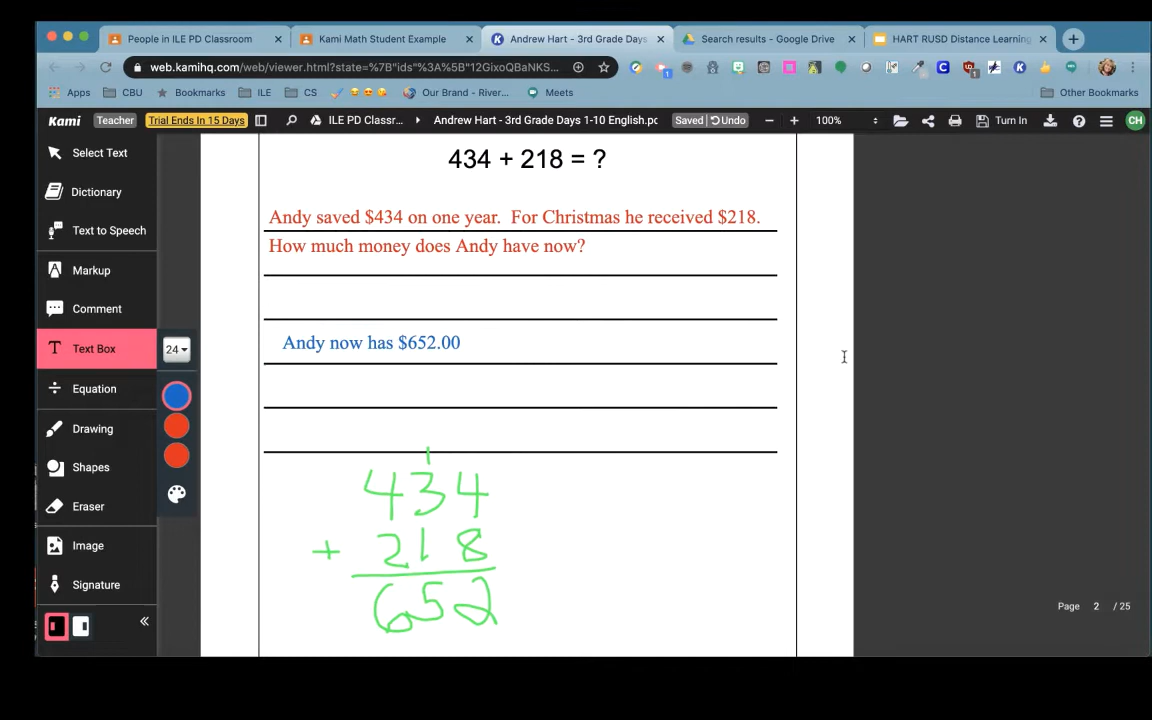 People in ILE PD Classroom
Kami Math Student Example
Andrew Hart - 3rd Grade Days
Search results - Google Drive
HART RUSD Distance Learning
web.kamihq.com/web/viewer.html?state=%7B"ids"%3A%5B"12GixoQBaNKS...
Apps
CBU
Bookmarks
ILE
CS
Our Brand - River...
Meets
Other Bookmarks
Kami
Teacher
Trial Ends In 15 Days
ILE PD Classr...
Andrew Hart - 3rd Grade Days 1-10 English.pc
Saved
Undo
100%
Turn In
CH
Select Text
Dictionary
Text to Speech
Markup
Comment
Text Box
24
Equation
Drawing
Shapes
Eraser
Image
Signature
434 + 218 = ?
Andy saved $434 on one year. For Christmas he received $218.
How much money does Andy have now?
Andy now has $652.00
1
434
+ 218
652
Page 2 / 25